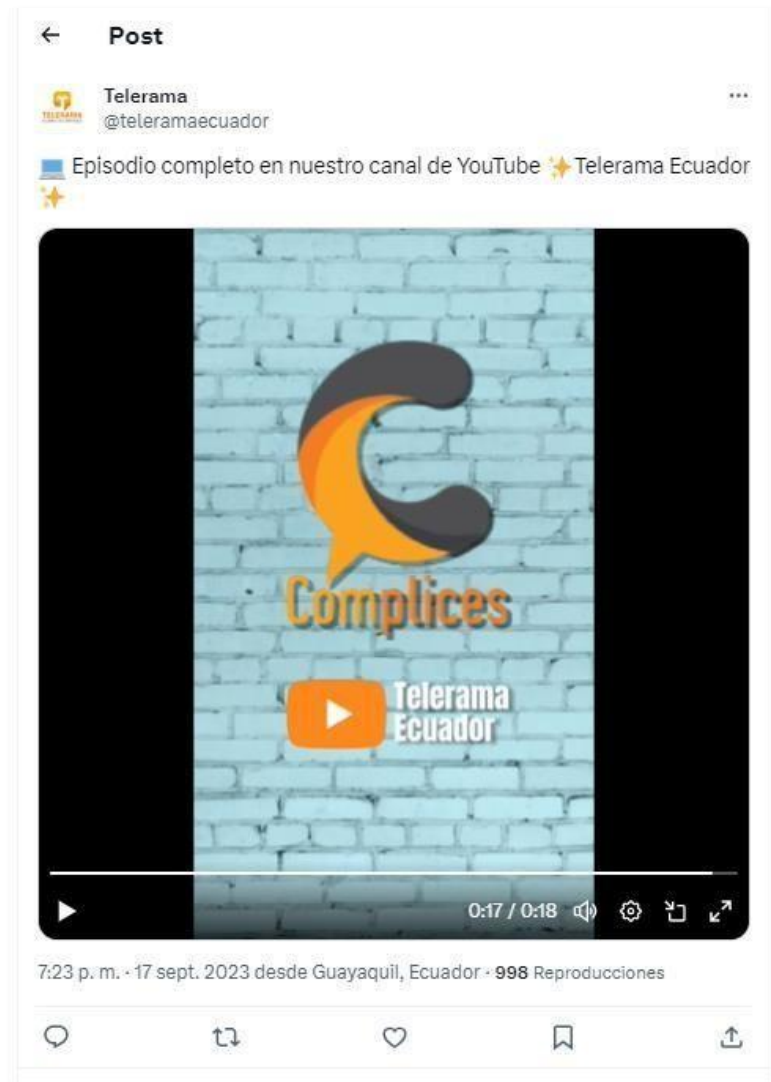 Post
Telerama
@teleramaecuador
💻 Episodio completo en nuestro canal de YouTube ✨Telerama Ecuador
✨
Complices
Telerama
Ecuador
0:17 / 0:18
7:23 p. m. · 17 sept. 2023 desde Guayaquil, Ecuador · 998 Reproducciones